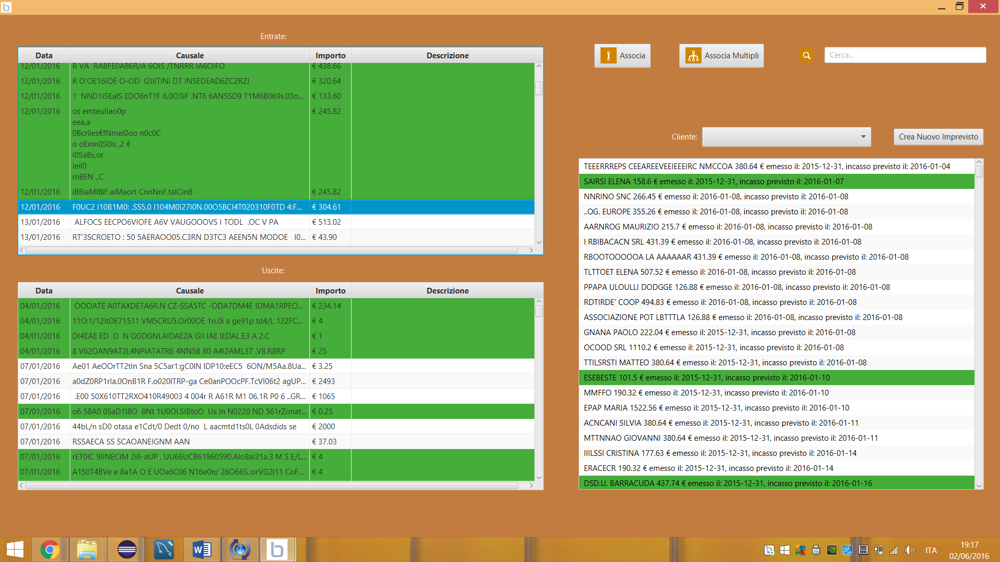 Entrate:
Data Causale Importo Descrizione
12/01/2016 R VA RABFE0AB6R/A 6OIS /TNRRR IA6OIFO € 438.66
12/01/2016 R O'OE16IOE O-OD I2IIITINI DT INSEDEAD6ZC2RZI € 320.64
12/01/2016 1 NND1iSEaIS EDO6nT1F 6,0O3iF .NT6 6ANSSD9 T1M6B069s.03o... € 133.60
12/01/2016 os emteullao0p € 245.82
eea,a
0Bcrlies€fNmel0oo n0c0C
o oEinn0S0is ,2 €
I0SaBs,or
Ieil0
mBEN ,,C
12/01/2016 iBBiaMIBiF.aiMaort CnnNnF.talCinB € 245.82
12/01/2016 F0UC2 I10B1M0: .SS5.0 I104M0I27I0N.00O5BCI4T020310F0TD 4:F... € 304.61
13/01/2016 ALFOCS EECPO6VIOFE A6V VAUGOOOVS I TODL .OC V PA € 513.02
13/01/2016 RT'3SCROETO : 50 5AERAOO05.C3RN D3TC3 AEEN5N MODOE I0... € 43.90
Uscite:
Data Causale Importo Descrizione
04/01/2016 OOOATE A0TAXDETA6R.N CZ-SSA5TC -ODA7DM4E IDMA1RPEO... € 234.14
04/01/2016 11O:1/12ItDE71511 VM5CRU5.Or00OE 1n.0i a ge91p td4/L 122FC... € 4
04/01/2016 DI4EAE ED D N GGDGNLAIDAE2A GII IAE IEDAL.E3 A 2.C € 1
04/01/2016 8 V62OAN9AT2L4NPIATATR6 4NN5B 80 A4I2AML37 .V8.R8RP € 25
07/01/2016 Ae01 AeOOrTT2tIn Sna 5C5ar1:gC0IN IDP10:eEC5 6ON/M5Aa.8Ua... € 3.25
07/01/2016 a0dZ0RP1rIa.0OnB1R F.o020ITRP-ga Ce0anPOOcPF.TcVI06t2 agUP... € 2493
07/01/2016 .E00 50X610TT2RXO410R49003 4 004r R A61R M1 06.1R P0 6 ..GR... € 1065
07/01/2016 o6 58A0 0SaD1I8O 8Nt 1U0OI.SIBtoO Us In N0220 ND 561rZonat... € 0.25
07/01/2016 44bL/n sD0 otasa e1Cdt/0 Dedt 0/no L aacmtd1ts0L 0Adsdids se € 2000
07/01/2016 RSSAECA SS SCAOANEIGNM AAN € 37.03
07/01/2016 rET0IC 9IINECIM 2i6-aUP , UU66UCB61960590.AIo8aI21a.3 M S E/L... € 4
07/01/2016 A1S0T4BVe e 8a1A O E UOa6C06 N16e0n/ 26O66S.:orVG2i11 CoF... € 4
Associa
Associa Multipli
Cerca...
Cliente:
Crea Nuovo Imprevisto
TEEERRREPS CEEAREEVEEIEEEIRC NMCCOA 380.64 € emesso il: 2015-12-31, incasso previsto il: 2016-01-04
SAIRSI ELENA 158.6 € emesso il: 2015-12-31, incasso previsto il: 2016-01-07
NNRINO SNC 266.45 € emesso il: 2016-01-08, incasso previsto il: 2016-01-08
..OG. EUROPE 355.26 € emesso il: 2016-01-08, incasso previsto il: 2016-01-08
AARNROG MAURIZIO 215.7 € emesso il: 2016-01-08, incasso previsto il: 2016-01-08
I RBIBACACN SRL 431.39 € emesso il: 2016-01-08, incasso previsto il: 2016-01-08
RBOOTOOOOOA LA AAAAAAR 431.39 € emesso il: 2016-01-08, incasso previsto il: 2016-01-08
TLTTOET ELENA 507.52 € emesso il: 2016-01-08, incasso previsto il: 2016-01-08
PPAPA ULOULLI DODGGE 126.88 € emesso il: 2016-01-08, incasso previsto il: 2016-01-08
RDTIRDE' COOP 494.83 € emesso il: 2016-01-08, incasso previsto il: 2016-01-08
ASSOCIAZIONE POT LBTTTLA 126.88 € emesso il: 2016-01-08, incasso previsto il: 2016-01-08
GNANA PAOLO 222.04 € emesso il: 2015-12-31, incasso previsto il: 2016-01-08
OCOOD SRL 1110.2 € emesso il: 2015-12-31, incasso previsto il: 2016-01-08
TTILSRSTI MATTEO 380.64 € emesso il: 2015-12-31, incasso previsto il: 2016-01-08
ESEBESTE 101.5 € emesso il: 2015-12-31, incasso previsto il: 2016-01-10
MMFFO 190.32 € emesso il: 2015-12-31, incasso previsto il: 2016-01-10
EPAP MARIA 1522.56 € emesso il: 2015-12-31, incasso previsto il: 2016-01-10
ACNCANI SILVIA 380.64 € emesso il: 2015-12-31, incasso previsto il: 2016-01-11
MTTNNAO GIOVANNI 380.64 € emesso il: 2015-12-31, incasso previsto il: 2016-01-11
IIILSSI CRISTINA 177.63 € emesso il: 2015-12-31, incasso previsto il: 2016-01-14
ERACECR 190.32 € emesso il: 2015-12-31, incasso previsto il: 2016-01-14
DSD.U. BARRACUDA 437.74 € emesso il: 2015-12-31, incasso previsto il: 2016-01-16
ITA
19:17
02/06/2016